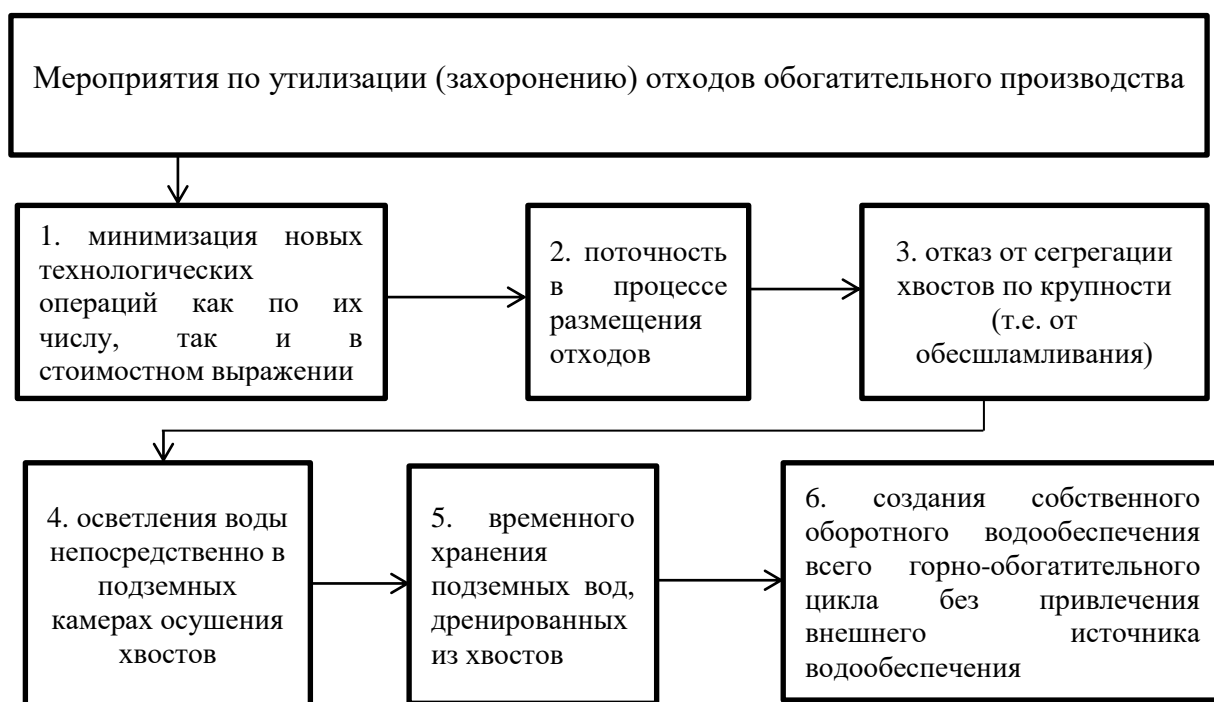 Мероприятия по утилизации (захоронению) отходов обогатительного производства
1. минимизация новых
технологических
операций как по их
числу, так и в
стоимостном выражении
2. поточность
в процессе
размещения
отходов
3. отказ от сегрегации
хвостов по крупности
(т.е. от
обесшламливания)
4. осветления воды
непосредственно в
подземных
камерах осушения
хвостов
5. временного
хранения
подземных вод,
дренированных
из хвостов
6. создания собственного
оборотного водообеспечения
всего горно-обогатительного
цикла без привлечения
внешнего источника
водообеспечения